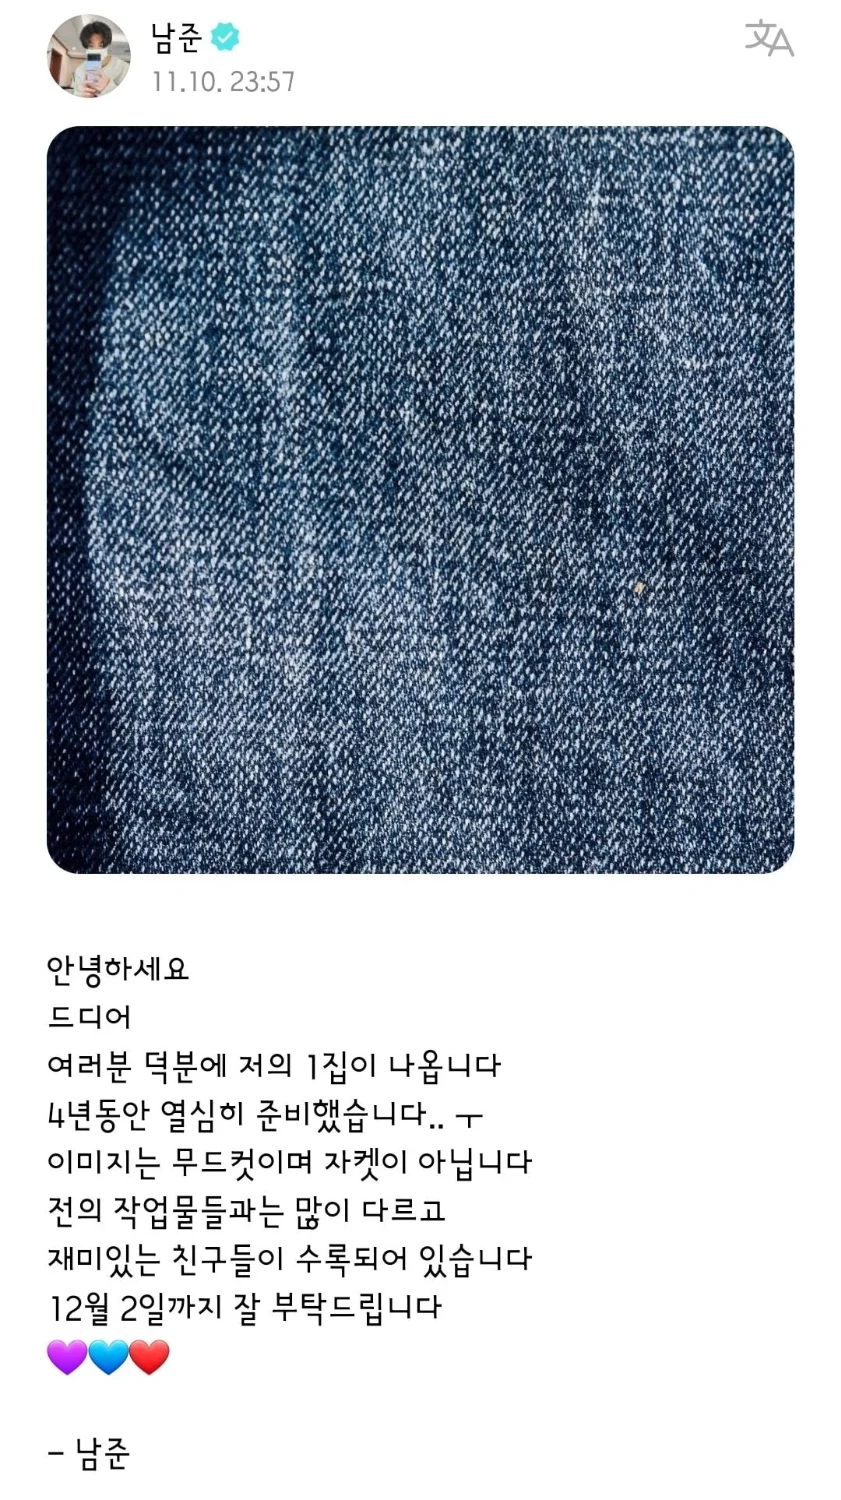 남준
11.10. 23:57
안녕하세요
드디어
여러분 덕분에 저의 1집이 나옵니다
4년동안 열심히 준비했습니다.. ㅜ
이미지는 무드컷이며 자켓이 아닙니다
전의 작업물들과는 많이 다르고
재미있는 친구들이 수록되어 있습니다
12월 2일까지 잘 부탁드립니다
💜💙❤️
– 남준